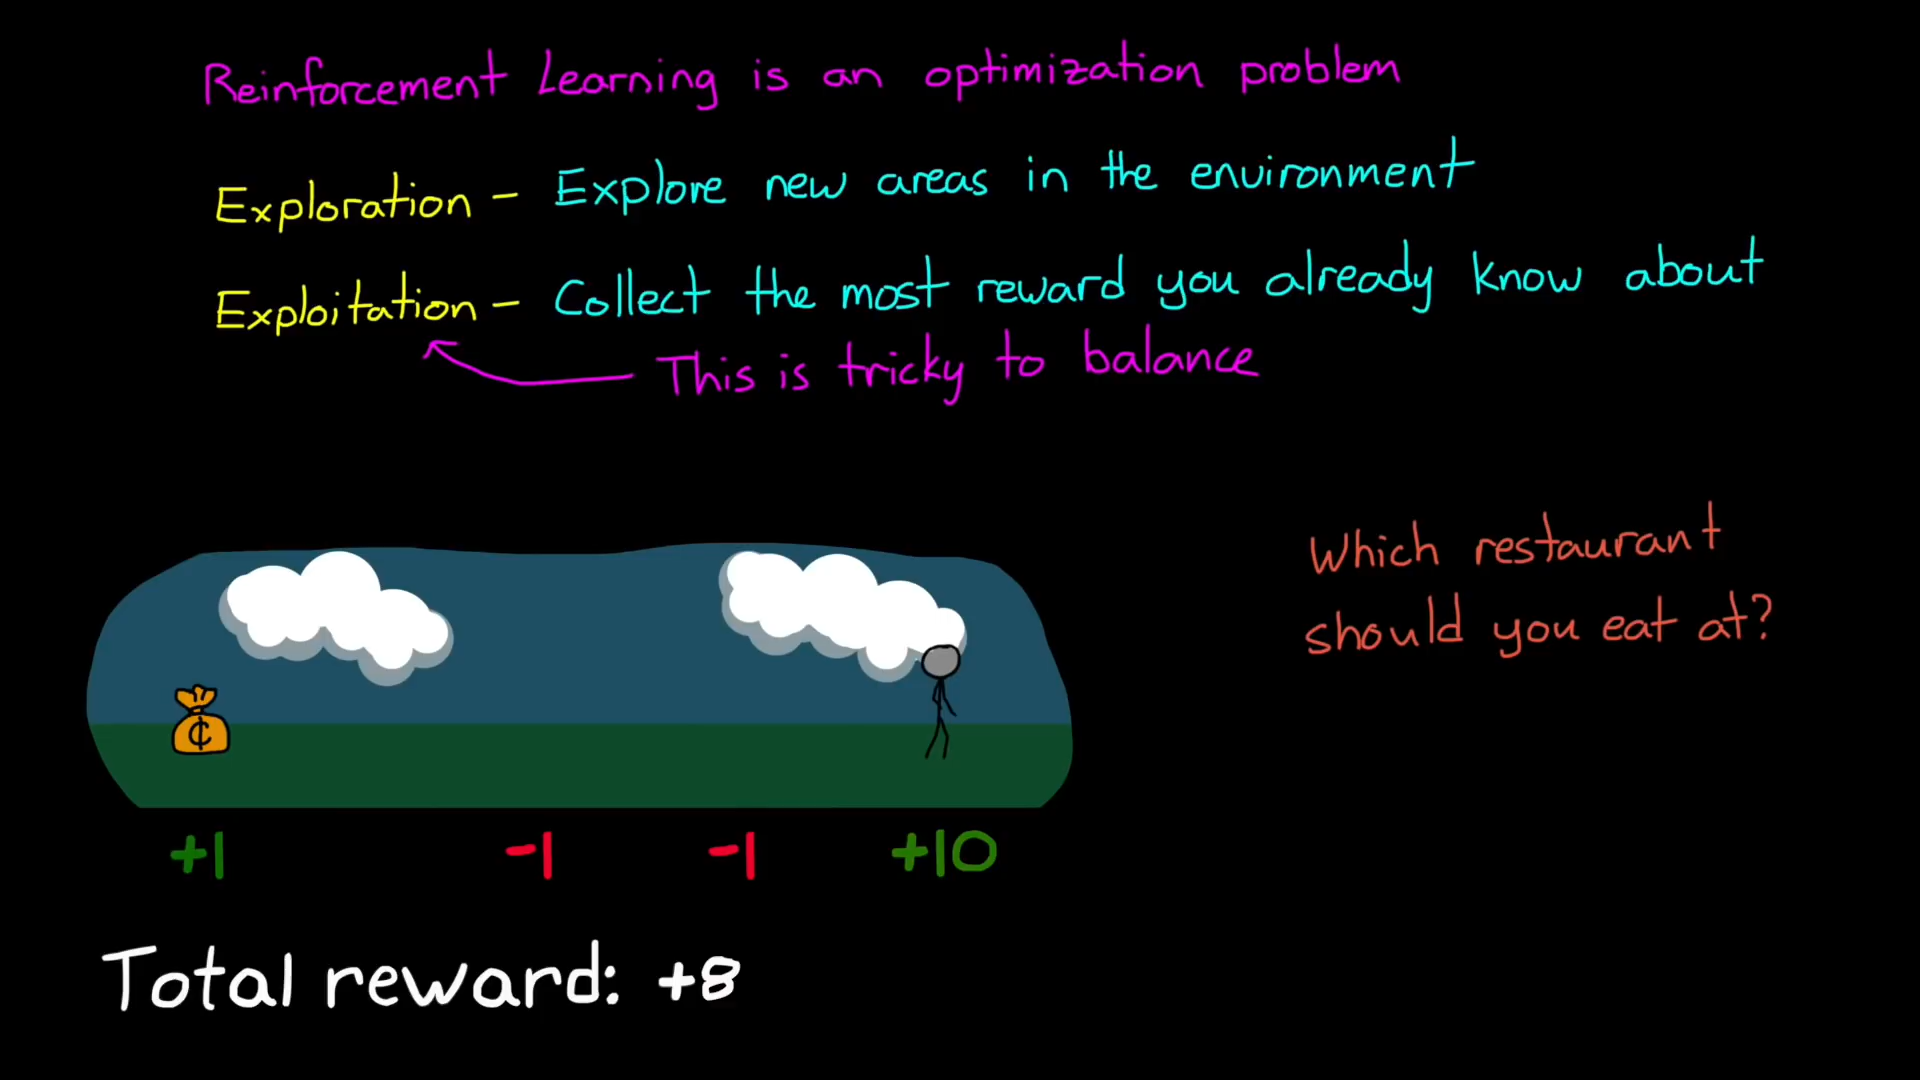 Reinforcement Learning is an optimization problem
Exploration - Explore new areas in the environment
Exploitation - Collect the most reward you already know about
This is tricky to balance
Which restaurant
should you eat at?
₵
+1 -1 -1 +10
Total reward: +8